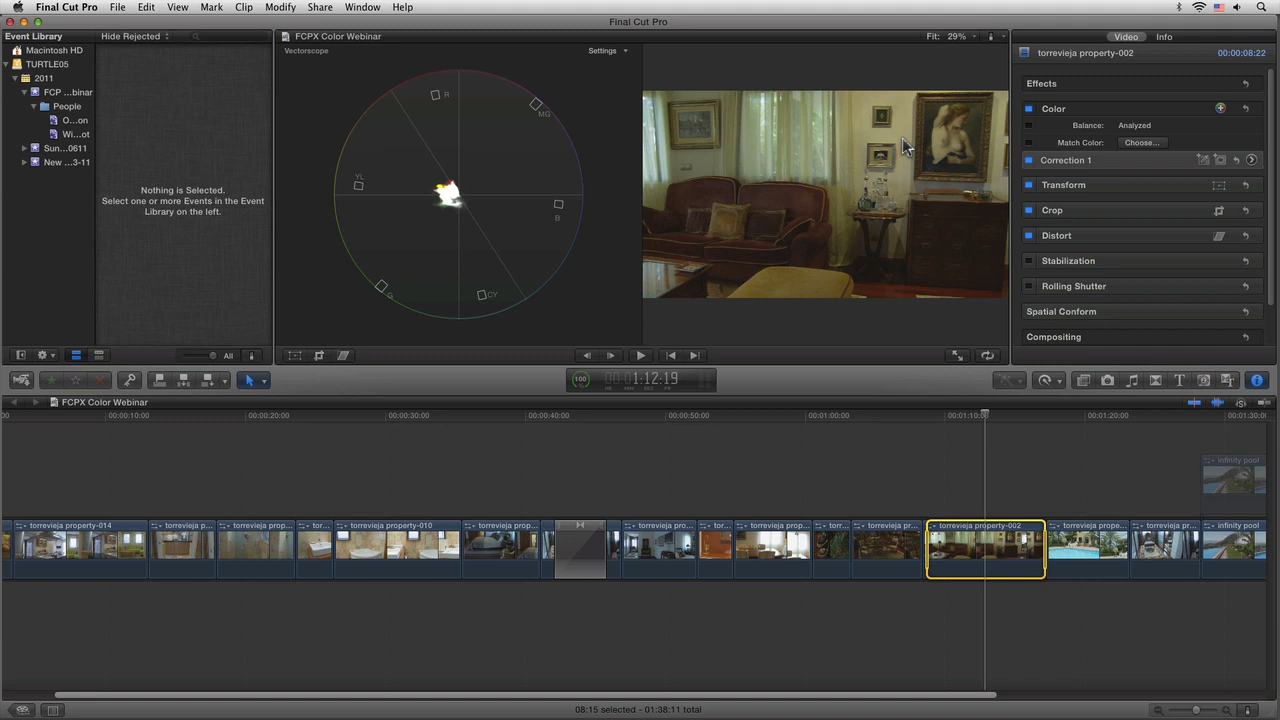 Final Cut Pro File Edit View Mark Clip Modify Share Window Help
Final Cut Pro
Event Library
Hide Rejected
FCPX Color Webinar
Fit: 29%
Video
Info
Macintosh HD
TURTLE05
2011
FCP ...binar
People
O...on
Wi...ot
Sun...0611
New ...3-11
Nothing is Selected.
Select one or more Events in the Event
Library on the left.
All
Vectorscope
Settings
R
MG
YL
B
G
CY
torrevieja property-002
00:00:08:22
Effects
Color
Balance: Analyzed
Match Color: Choose...
Correction 1
Transform
Crop
Distort
Stabilization
Rolling Shutter
Spatial Conform
Compositing
100
1:12:19
HR MIN SEC FR
FCPX Color Webinar
00 00:00:10:00 00:00:20:00 00:00:30:00 00:00:40:00 00:00:50:00 00:01:00:00 00:01:10:00 00:01:20:00 00:01:30:00
infinity pool
torrevieja property-014
torrevieja p...
torrevieja prop...
tor...
torrevieja property-010
torrevieja prop...
torrevieja pro...
tor...
torrevieja prop...
torr...
torrevieja pr...
torrevieja property-002
torrevieja prope...
torrevieja pr...
infinity pool
08:15 selected - 01:38:11 total